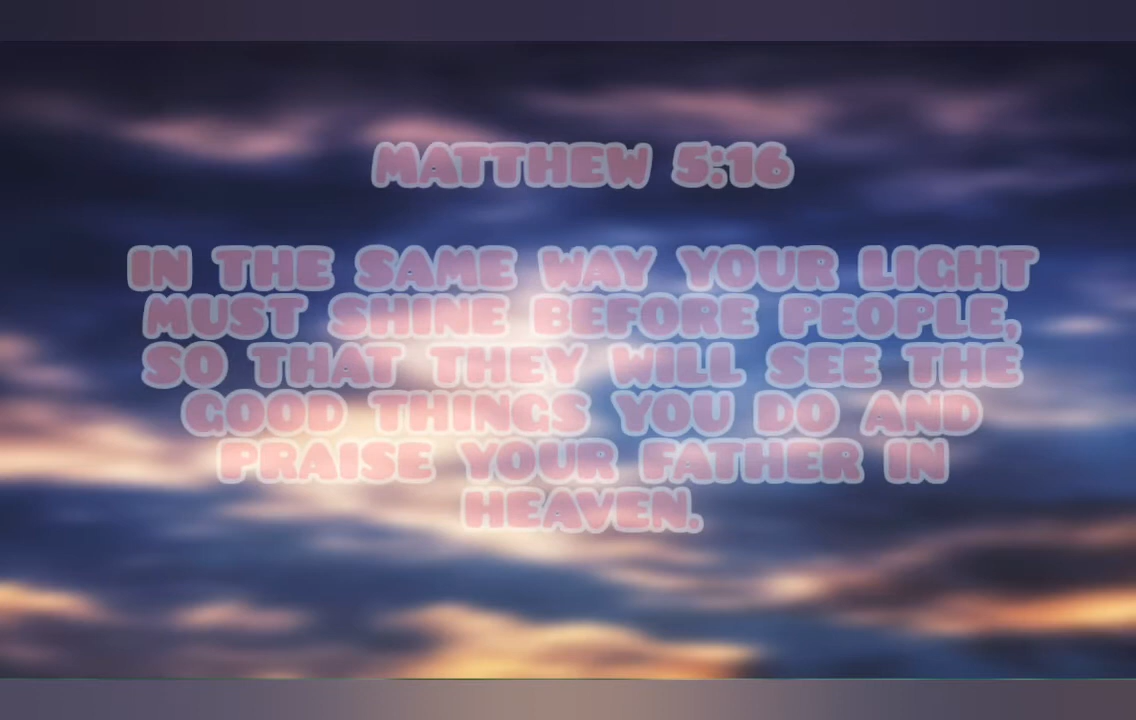 MATTHEW 5:16
IN THE SAME WAY YOUR LIGHT
MUST SHINE BEFORE PEOPLE,
SO THAT THEY WILL SEE THE
GOOD THINGS YOU DO AND
PRAISE YOUR FATHER IN
HEAVEN.